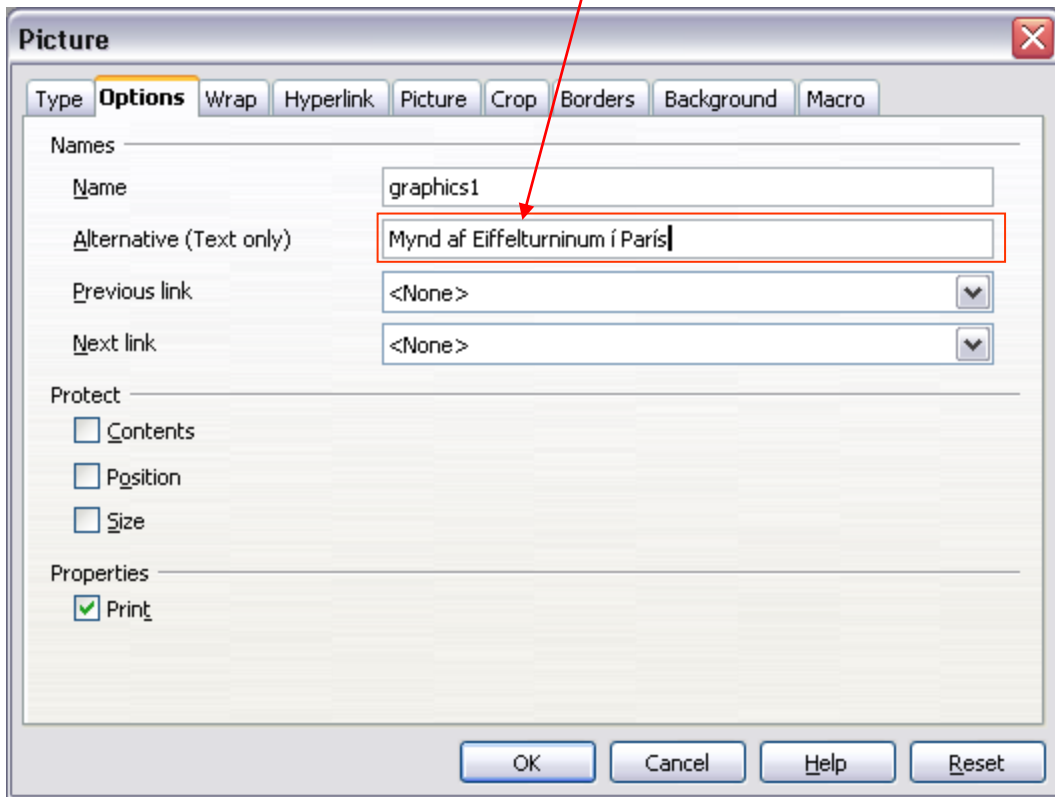 Picture
Type Options Wrap Hyperlink Picture Crop Borders Background Macro
Names
Name graphics1
Alternative (Text only) Mynd af Eiffelturninum í París
Previous link <None>
Next link <None>
Protect
Contents
Position
Size
Properties
Print
OK Cancel Help Reset